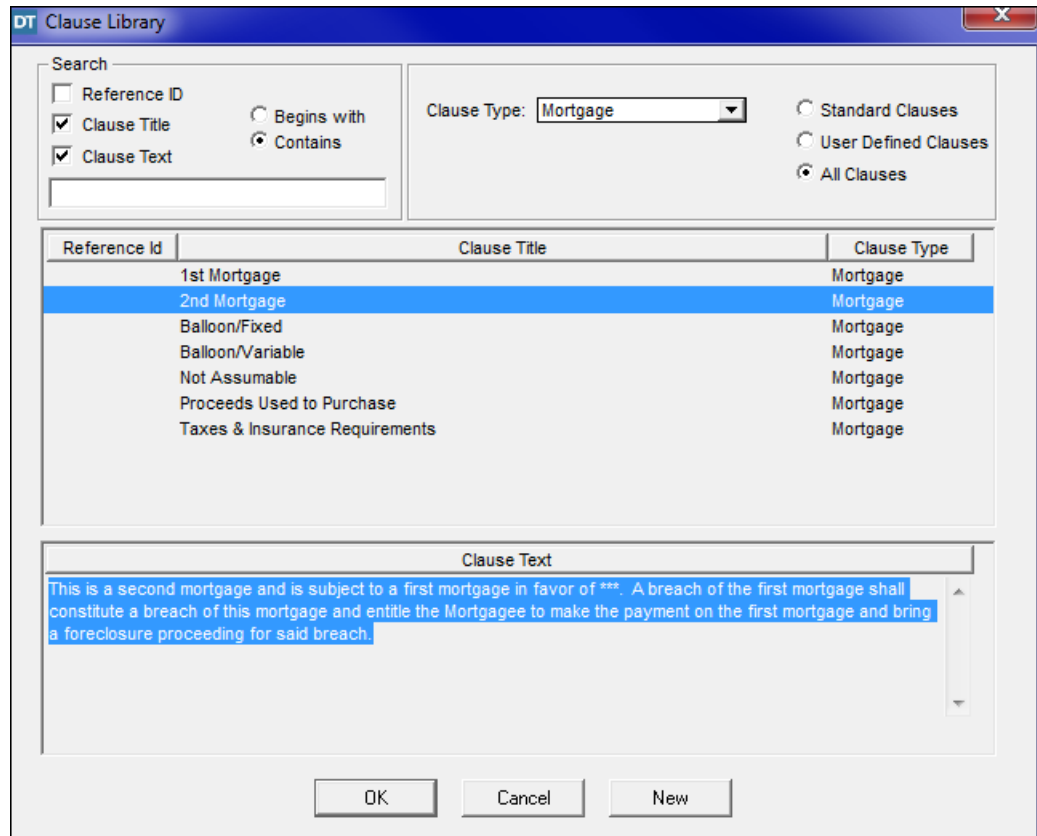 DT Clause Library
X
Search
Reference ID
Clause Title
Clause Text
Begins with
Contains
Clause Type: Mortgage
Standard Clauses
User Defined Clauses
All Clauses
Reference Id Clause Title Clause Type
1st Mortgage Mortgage
2nd Mortgage Mortgage
Balloon/Fixed Mortgage
Balloon/Variable Mortgage
Not Assumable Mortgage
Proceeds Used to Purchase Mortgage
Taxes & Insurance Requirements Mortgage
Clause Text
This is a second mortgage and is subject to a first mortgage in favor of ***.  A breach of the first mortgage shall
constitute a breach of this mortgage and entitle the Mortgagee to make the payment on the first mortgage and bring
a foreclosure proceeding for said breach.
OK Cancel New